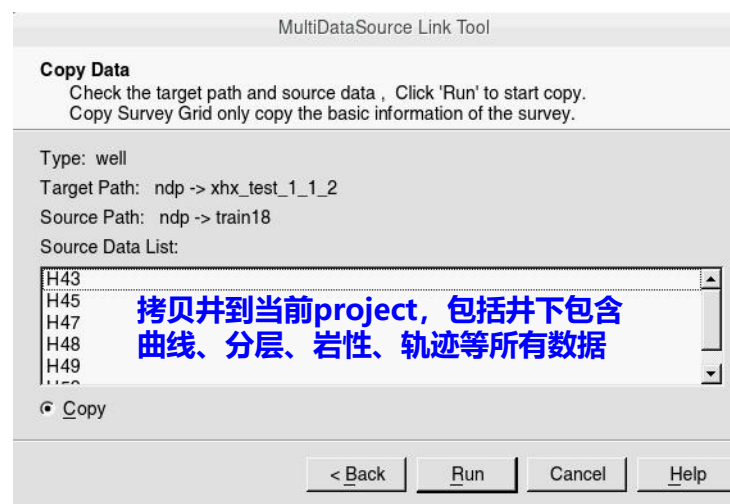 MultiDataSource Link Tool
Copy Data
Check the target path and source data , Click 'Run' to start copy.
Copy Survey Grid only copy the basic information of the survey.
Type: well
Target Path: ndp -> xhx_test_1_1_2
Source Path: ndp -> train18
Source Data List:
H43
H45
H47
H48
H49
拷贝井到当前project，包括井下包含
曲线、分层、岩性、轨迹等所有数据
Copy
< Back
Run
Cancel
Help